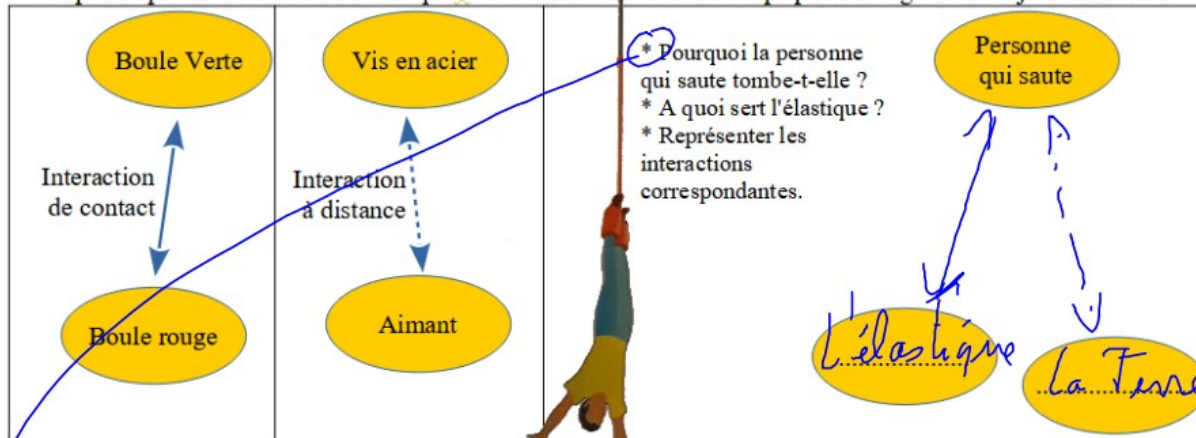 Boule Verte
Interaction
de contact
Boule rouge
Vis en acier
Interaction
à distance
Aimant
* Pourquoi la personne
qui saute tombe-t-elle ?
* A quoi sert l'élastique ?
* Représenter les
interactions
correspondantes.
Personne
qui saute
L'élastique
La Terre